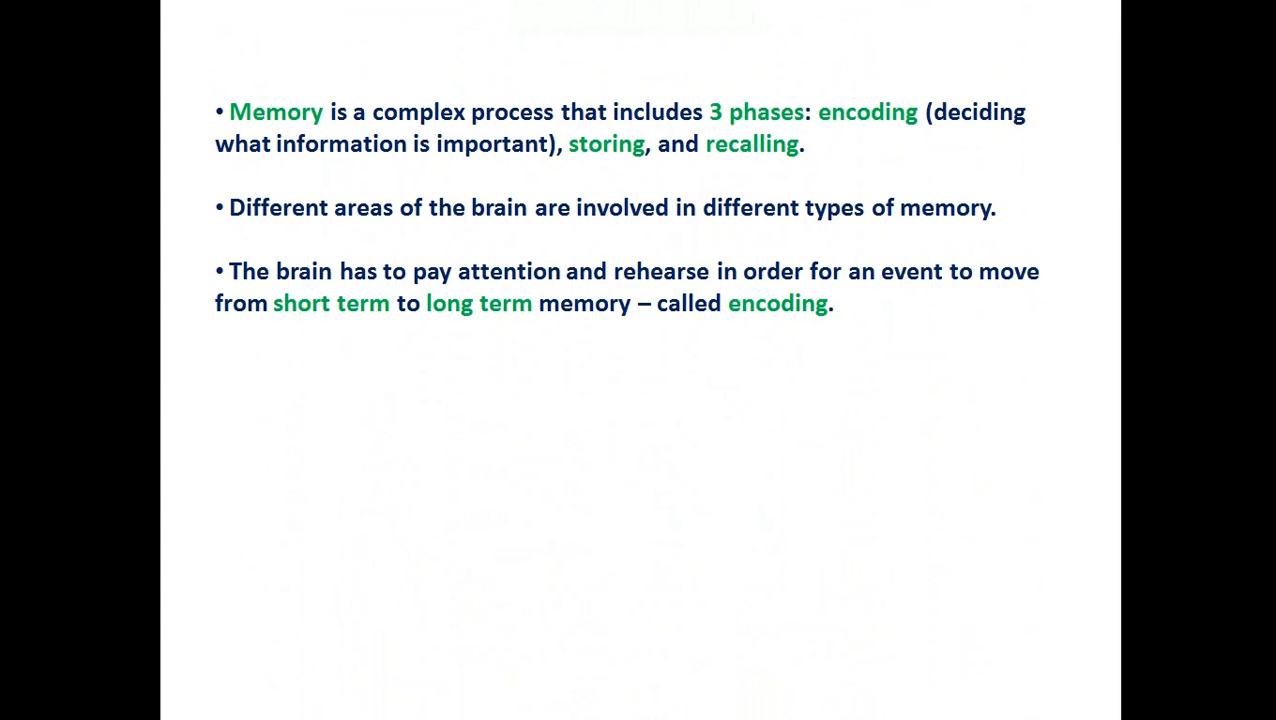 • Memory is a complex process that includes 3 phases: encoding (deciding
what information is important), storing, and recalling.
• Different areas of the brain are involved in different types of memory.
• The brain has to pay attention and rehearse in order for an event to move
from short term to long term memory – called encoding.